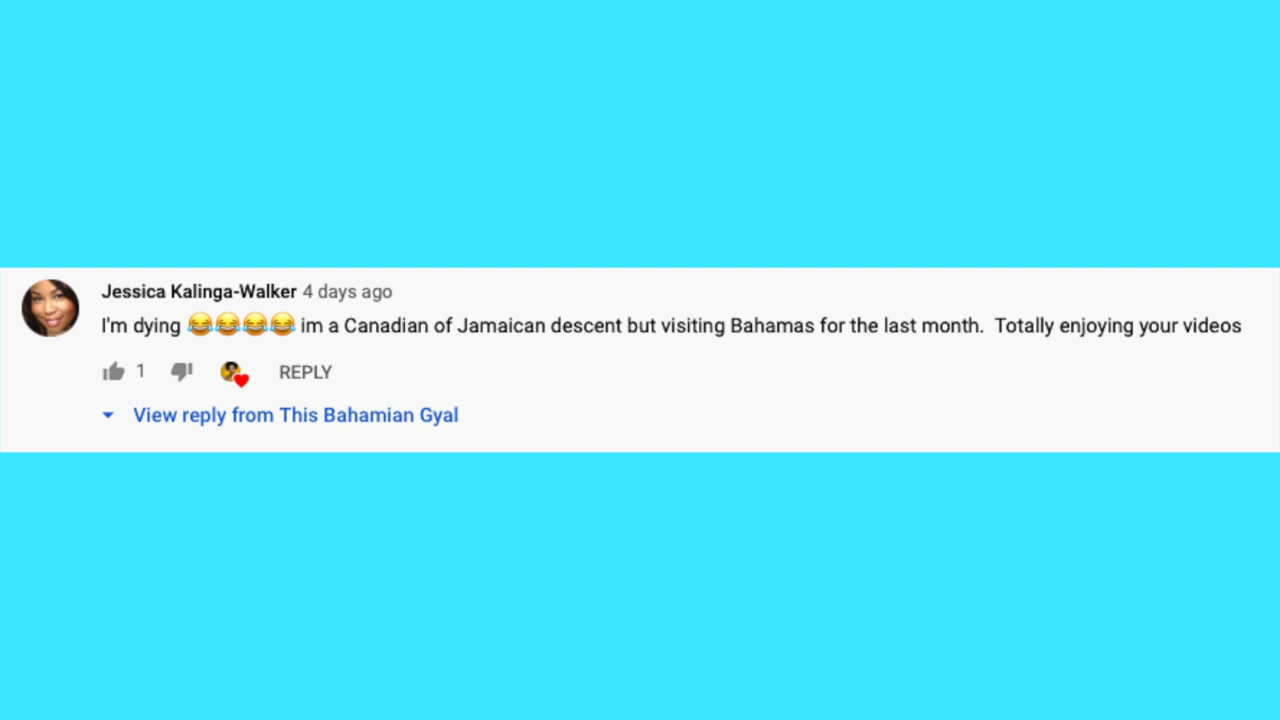 Jessica Kalinga-Walker 4 days ago
I'm dying 😂😂😂😂 im a Canadian of Jamaican descent but visiting Bahamas for the last month.  Totally enjoying your videos
1 REPLY
View reply from This Bahamian Gyal